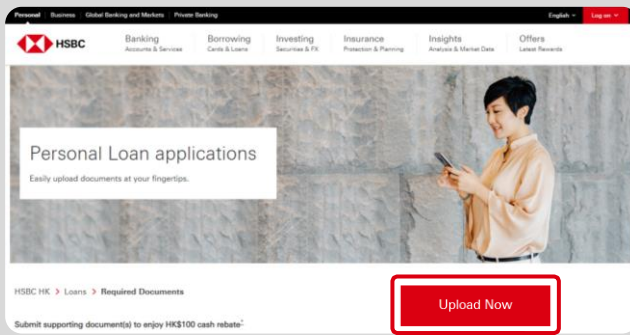 Personal Business Global Banking and Markets Private Banking English Log on
HSBC
Banking Borrowing Investing Insurance Insights Offers
Accounts & Services Cards & Loans Securities & FX Protection & Planning Analysis & Market Data Latest Rewards
Personal Loan applications
Easily upload documents at your fingertips.
HSBC HK > Loans > Required Documents
Upload Now
Submit supporting document(s) to enjoy HK$100 cash rebate